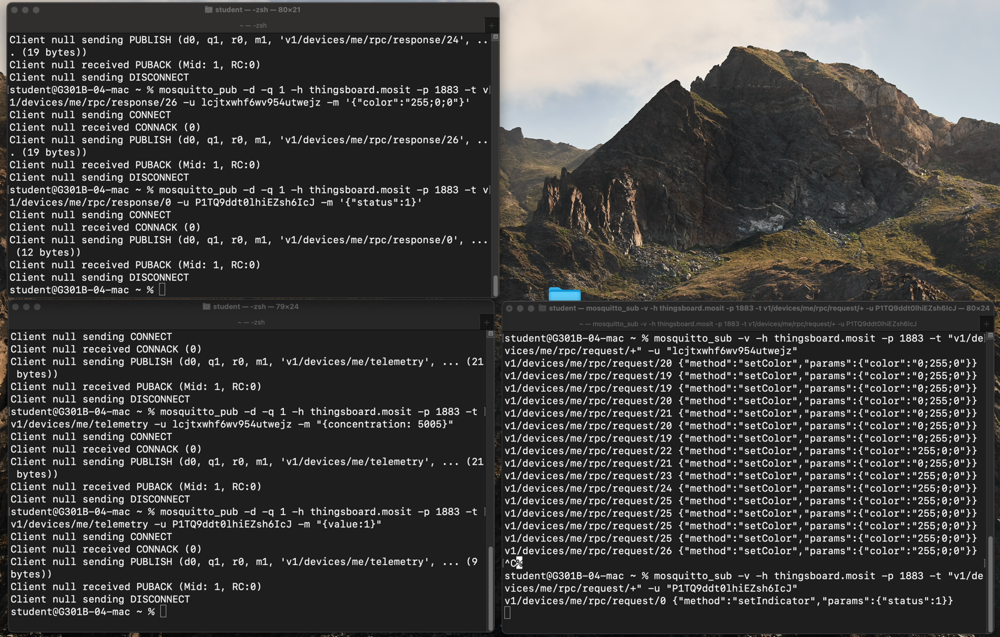 student — -zsh — 80×21
~ — -zsh
Client null sending PUBLISH (d0, q1, r0, m1, 'v1/devices/me/rpc/response/24', ..
. (19 bytes))
Client null received PUBACK (Mid: 1, RC:0)
Client null sending DISCONNECT
student@G301B-04-mac ~ % mosquitto_pub -d -q 1 -h thingsboard.mosit -p 1883 -t v
1/devices/me/rpc/response/26 -u lcjtxwhf6wv954utwejz -m '{"color":"255;0;0"}'
Client null sending CONNECT
Client null received CONNACK (0)
Client null sending PUBLISH (d0, q1, r0, m1, 'v1/devices/me/rpc/response/26', ..
. (19 bytes))
Client null received PUBACK (Mid: 1, RC:0)
Client null sending DISCONNECT
student@G301B-04-mac ~ % mosquitto_pub -d -q 1 -h thingsboard.mosit -p 1883 -t v
1/devices/me/rpc/response/0 -u P1TQ9ddt0lhiEZsh6IcJ -m '{"status":1}'
Client null sending CONNECT
Client null received CONNACK (0)
Client null sending PUBLISH (d0, q1, r0, m1, 'v1/devices/me/rpc/response/0', ...
(12 bytes))
Client null received PUBACK (Mid: 1, RC:0)
Client null sending DISCONNECT
student@G301B-04-mac ~ %
student — -zsh — 79×24
~ — -zsh
Client null sending CONNECT
Client null received CONNACK (0)
Client null sending PUBLISH (d0, q1, r0, m1, 'v1/devices/me/telemetry', ... (21
bytes))
Client null received PUBACK (Mid: 1, RC:0)
Client null sending DISCONNECT
student@G301B-04-mac ~ % mosquitto_pub -d -q 1 -h thingsboard.mosit -p 1883 -t
v1/devices/me/telemetry -u lcjtxwhf6wv954utwejz -m "{concentration: 5005}"
Client null sending CONNECT
Client null received CONNACK (0)
Client null sending PUBLISH (d0, q1, r0, m1, 'v1/devices/me/telemetry', ... (21
bytes))
Client null received PUBACK (Mid: 1, RC:0)
Client null sending DISCONNECT
student@G301B-04-mac ~ % mosquitto_pub -d -q 1 -h thingsboard.mosit -p 1883 -t
v1/devices/me/telemetry -u P1TQ9ddt0lhiEZsh6IcJ -m "{value:1}"
Client null sending CONNECT
Client null received CONNACK (0)
Client null sending PUBLISH (d0, q1, r0, m1, 'v1/devices/me/telemetry', ... (9
bytes))
Client null received PUBACK (Mid: 1, RC:0)
Client null sending DISCONNECT
student@G301B-04-mac ~ %
student — mosquitto_sub -v -h thingsboard.mosit -p 1883 -t v1/devices/me/rpc/request/+ -u P1TQ9ddt0lhiEZsh6IcJ — 80×24
~ — mosquitto_sub -v -h thingsboard.mosit -p 1883 -t v1/devices/me/rpc/request/+ -u P1TQ9ddt0lhiEZsh6IcJ
student@G301B-04-mac ~ % mosquitto_sub -v -h thingsboard.mosit -p 1883 -t "v1/de
vices/me/rpc/request/+" -u "lcjtxwhf6wv954utwejz"
v1/devices/me/rpc/request/20 {"method":"setColor","params":{"color":"0;255;0"}}
v1/devices/me/rpc/request/19 {"method":"setColor","params":{"color":"0;255;0"}}
v1/devices/me/rpc/request/19 {"method":"setColor","params":{"color":"0;255;0"}}
v1/devices/me/rpc/request/20 {"method":"setColor","params":{"color":"0;255;0"}}
v1/devices/me/rpc/request/21 {"method":"setColor","params":{"color":"0;255;0"}}
v1/devices/me/rpc/request/20 {"method":"setColor","params":{"color":"0;255;0"}}
v1/devices/me/rpc/request/19 {"method":"setColor","params":{"color":"0;255;0"}}
v1/devices/me/rpc/request/22 {"method":"setColor","params":{"color":"255;0;0"}}
v1/devices/me/rpc/request/21 {"method":"setColor","params":{"color":"0;255;0"}}
v1/devices/me/rpc/request/23 {"method":"setColor","params":{"color":"255;0;0"}}
v1/devices/me/rpc/request/24 {"method":"setColor","params":{"color":"255;0;0"}}
v1/devices/me/rpc/request/25 {"method":"setColor","params":{"color":"255;0;0"}}
v1/devices/me/rpc/request/25 {"method":"setColor","params":{"color":"255;0;0"}}
v1/devices/me/rpc/request/25 {"method":"setColor","params":{"color":"255;0;0"}}
v1/devices/me/rpc/request/25 {"method":"setColor","params":{"color":"255;0;0"}}
v1/devices/me/rpc/request/26 {"method":"setColor","params":{"color":"255;0;0"}}
^C%
student@G301B-04-mac ~ % mosquitto_sub -v -h thingsboard.mosit -p 1883 -t "v1/de
vices/me/rpc/request/+" -u "P1TQ9ddt0lhiEZsh6IcJ"
v1/devices/me/rpc/request/0 {"method":"setIndicator","params":{"status":1}}